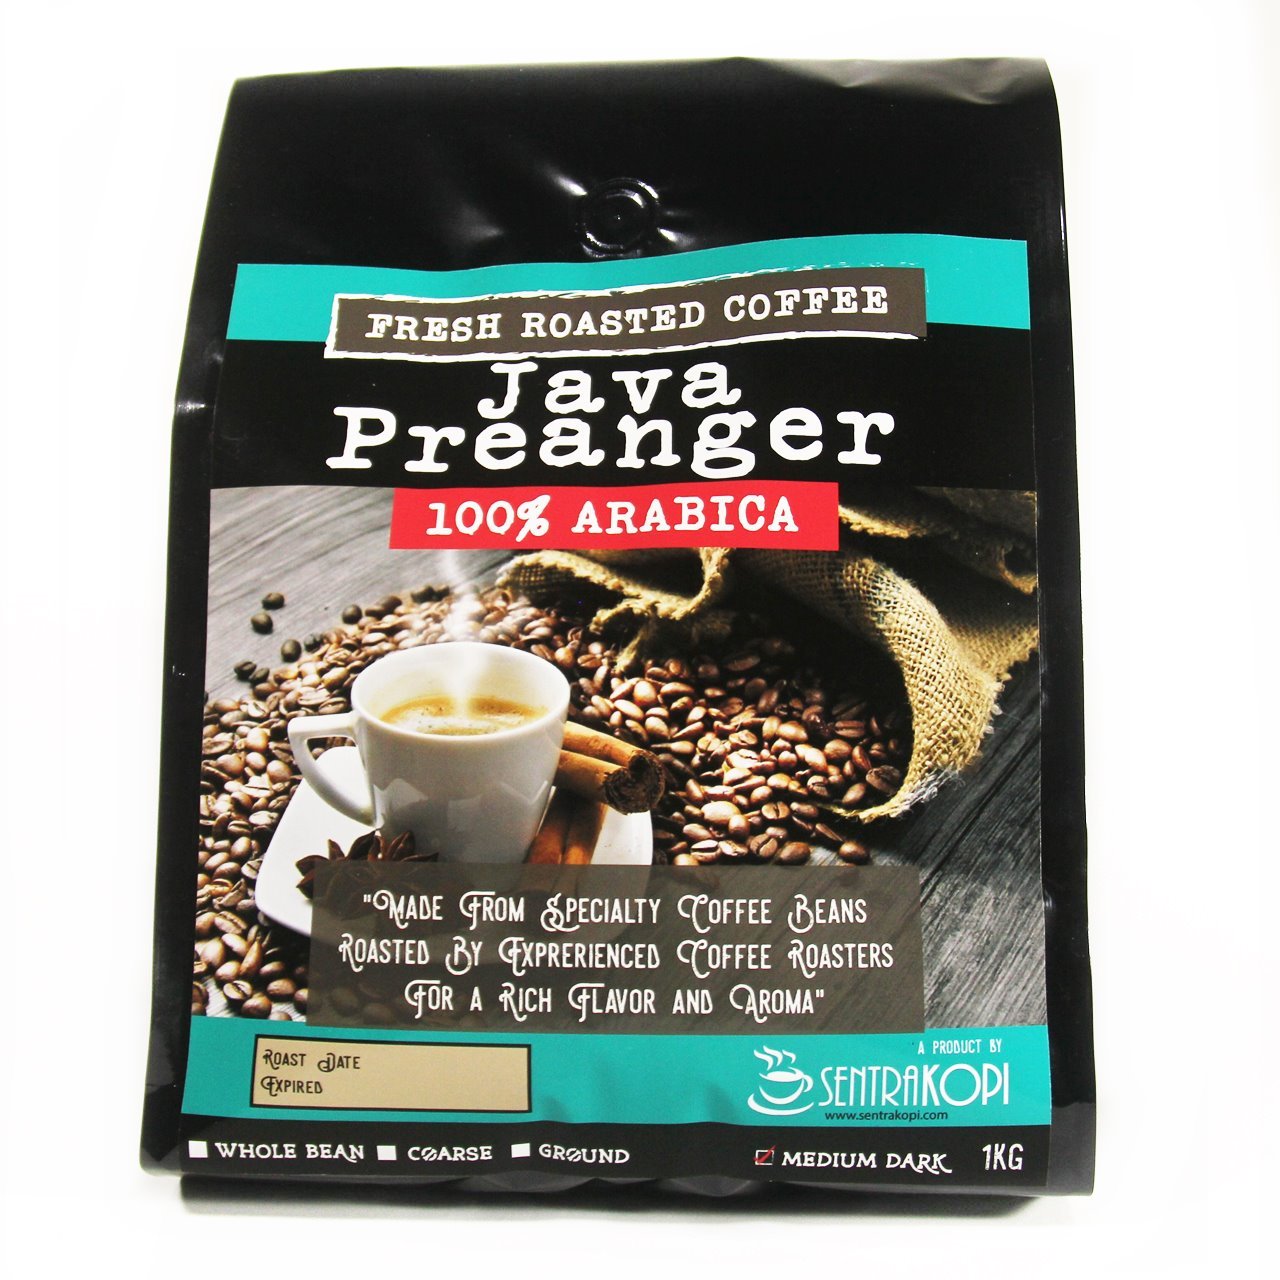 FRESH ROASTED COFFEE
Java
Preanger
100% ARABICA
"Made From Specialty Coffee Beans
Roasted By Exprerienced Coffee Roasters
For a Rich Flavor and Aroma"
Roast Date
Expired
A PRODUCT BY
SENTRAKOPI
www.sentrakopi.com
WHOLE BEAN COARSE GROUND
MEDIUM DARK 1KG